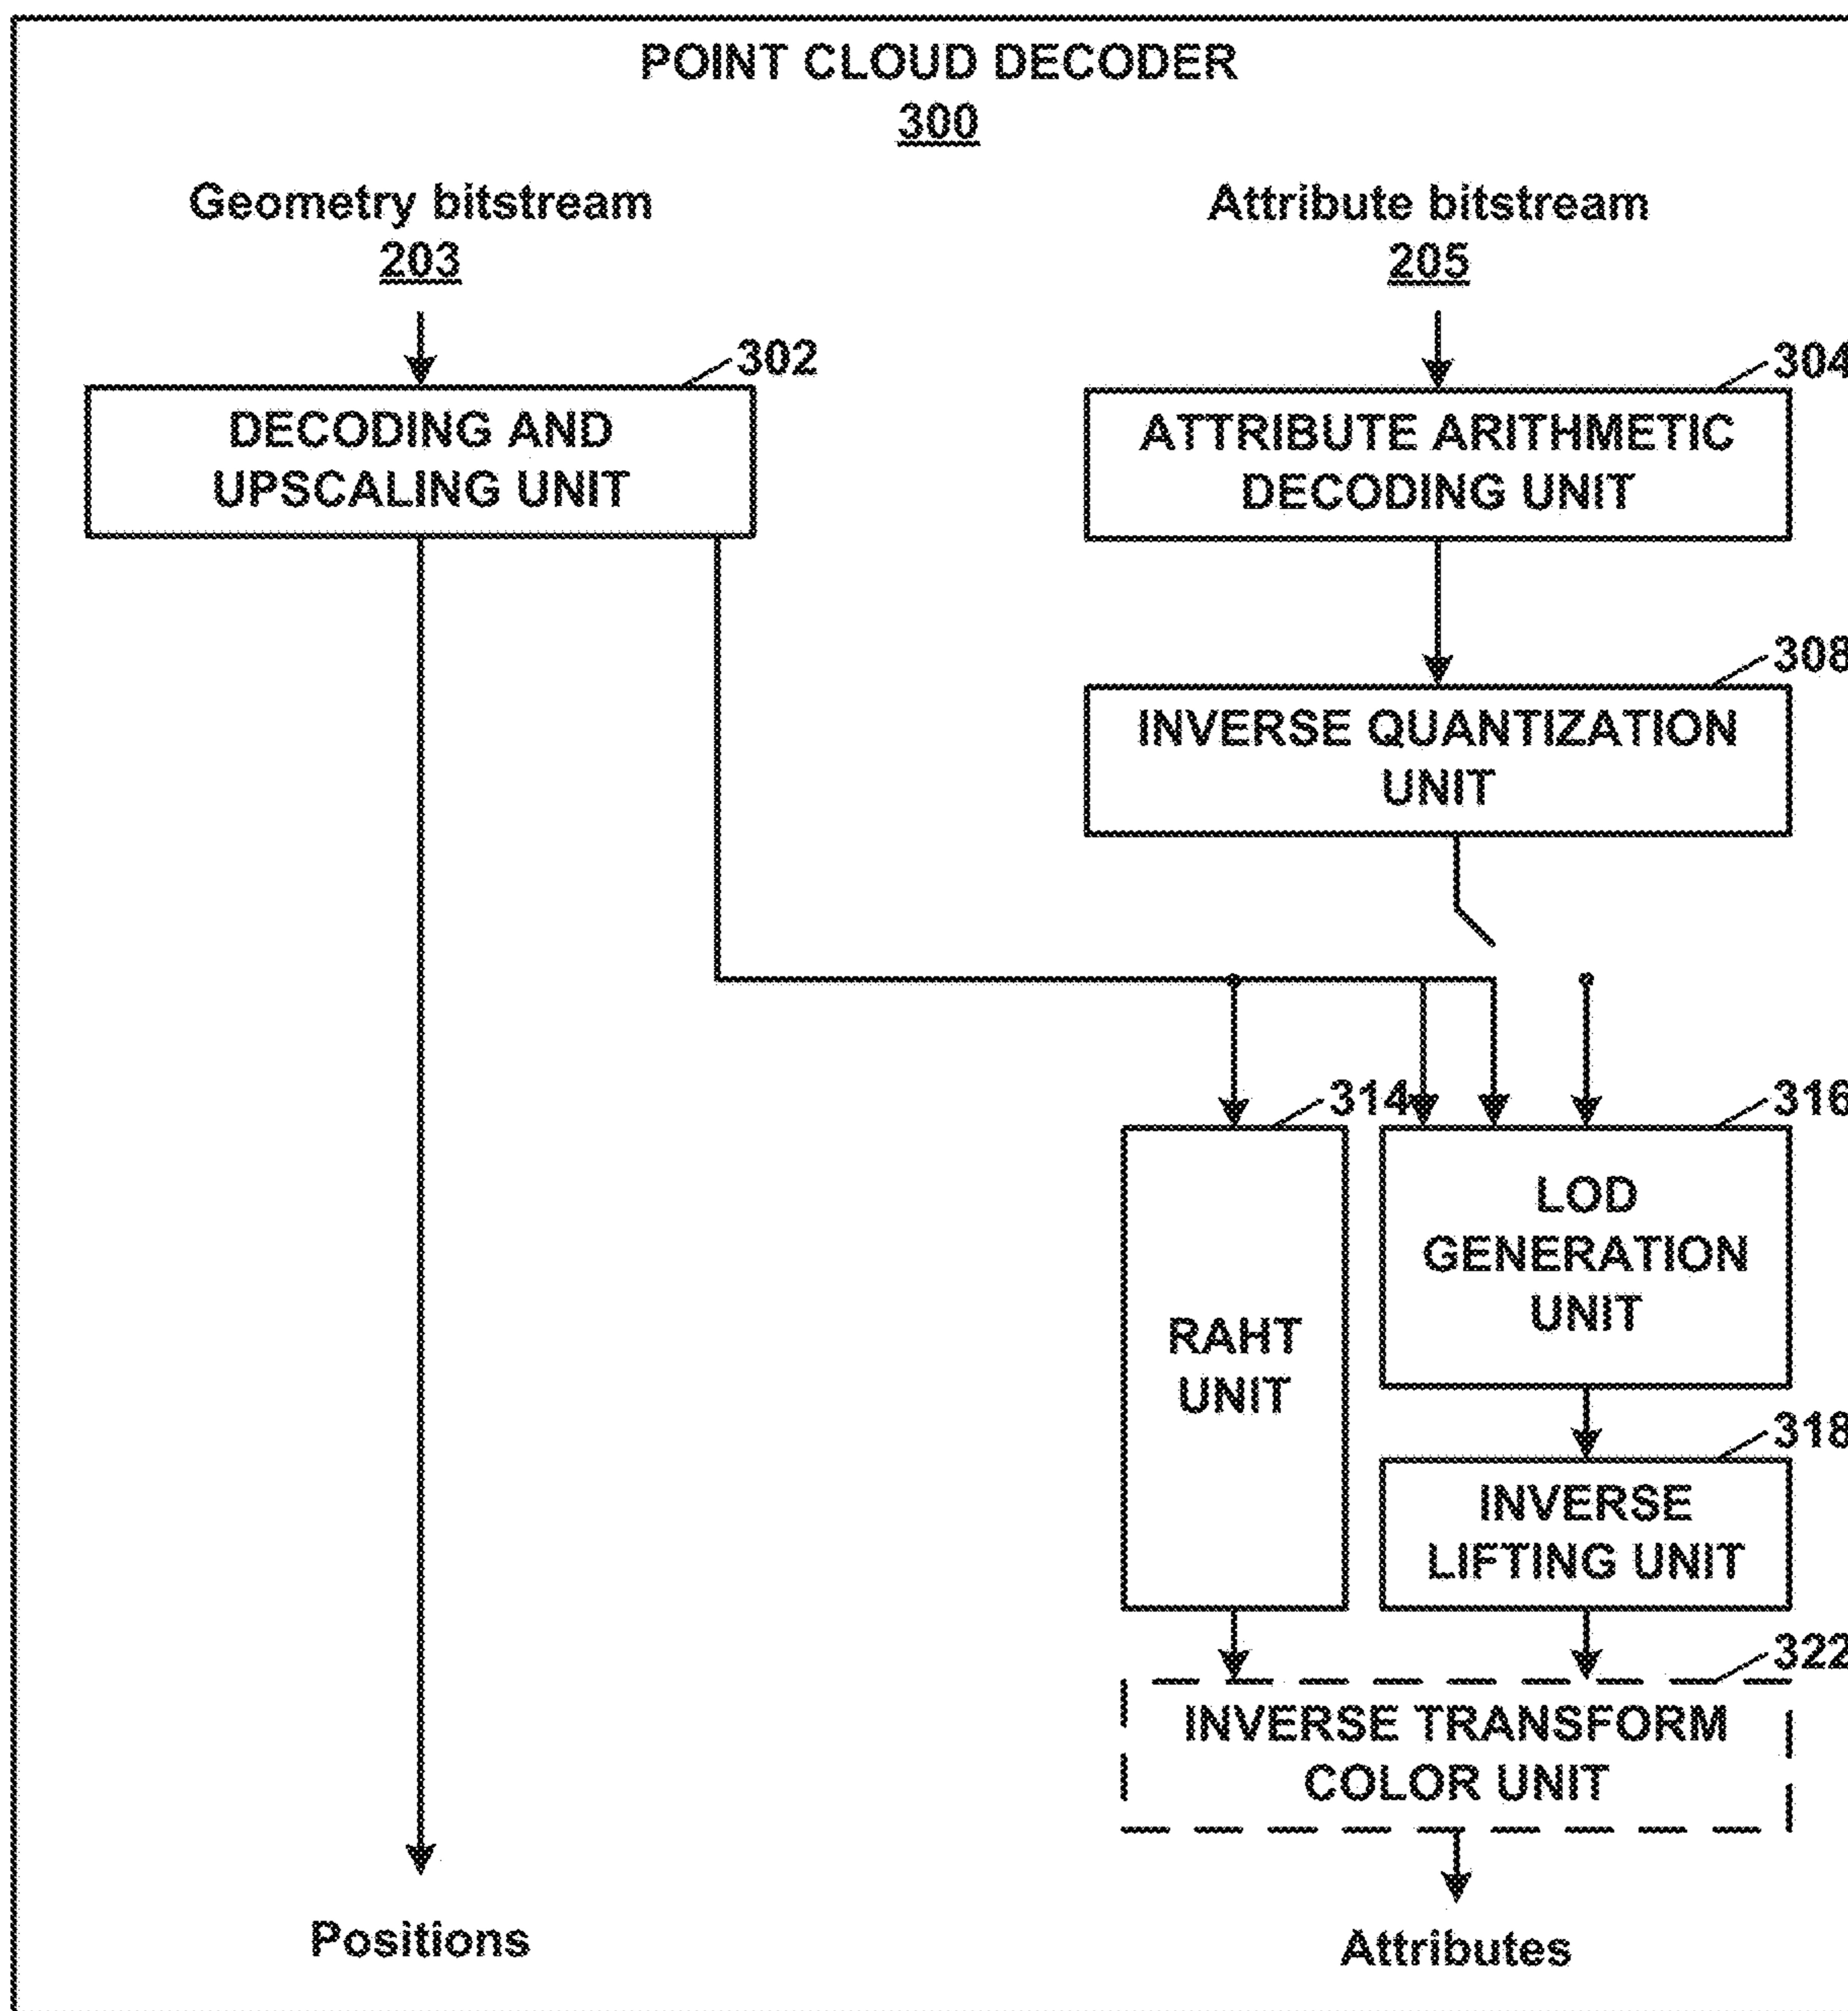 POINT CLOUD DECODER
300
Geometry bitstream
203
Attribute bitstream
205
302
DECODING AND
UPSCALING UNIT
304
ATTRIBUTE ARITHMETIC
DECODING UNIT
308
INVERSE QUANTIZATION
UNIT
314
RAHT
UNIT
316
LOD
GENERATION
UNIT
318
INVERSE
LIFTING UNIT
322
INVERSE TRANSFORM
COLOR UNIT
Positions
Attributes